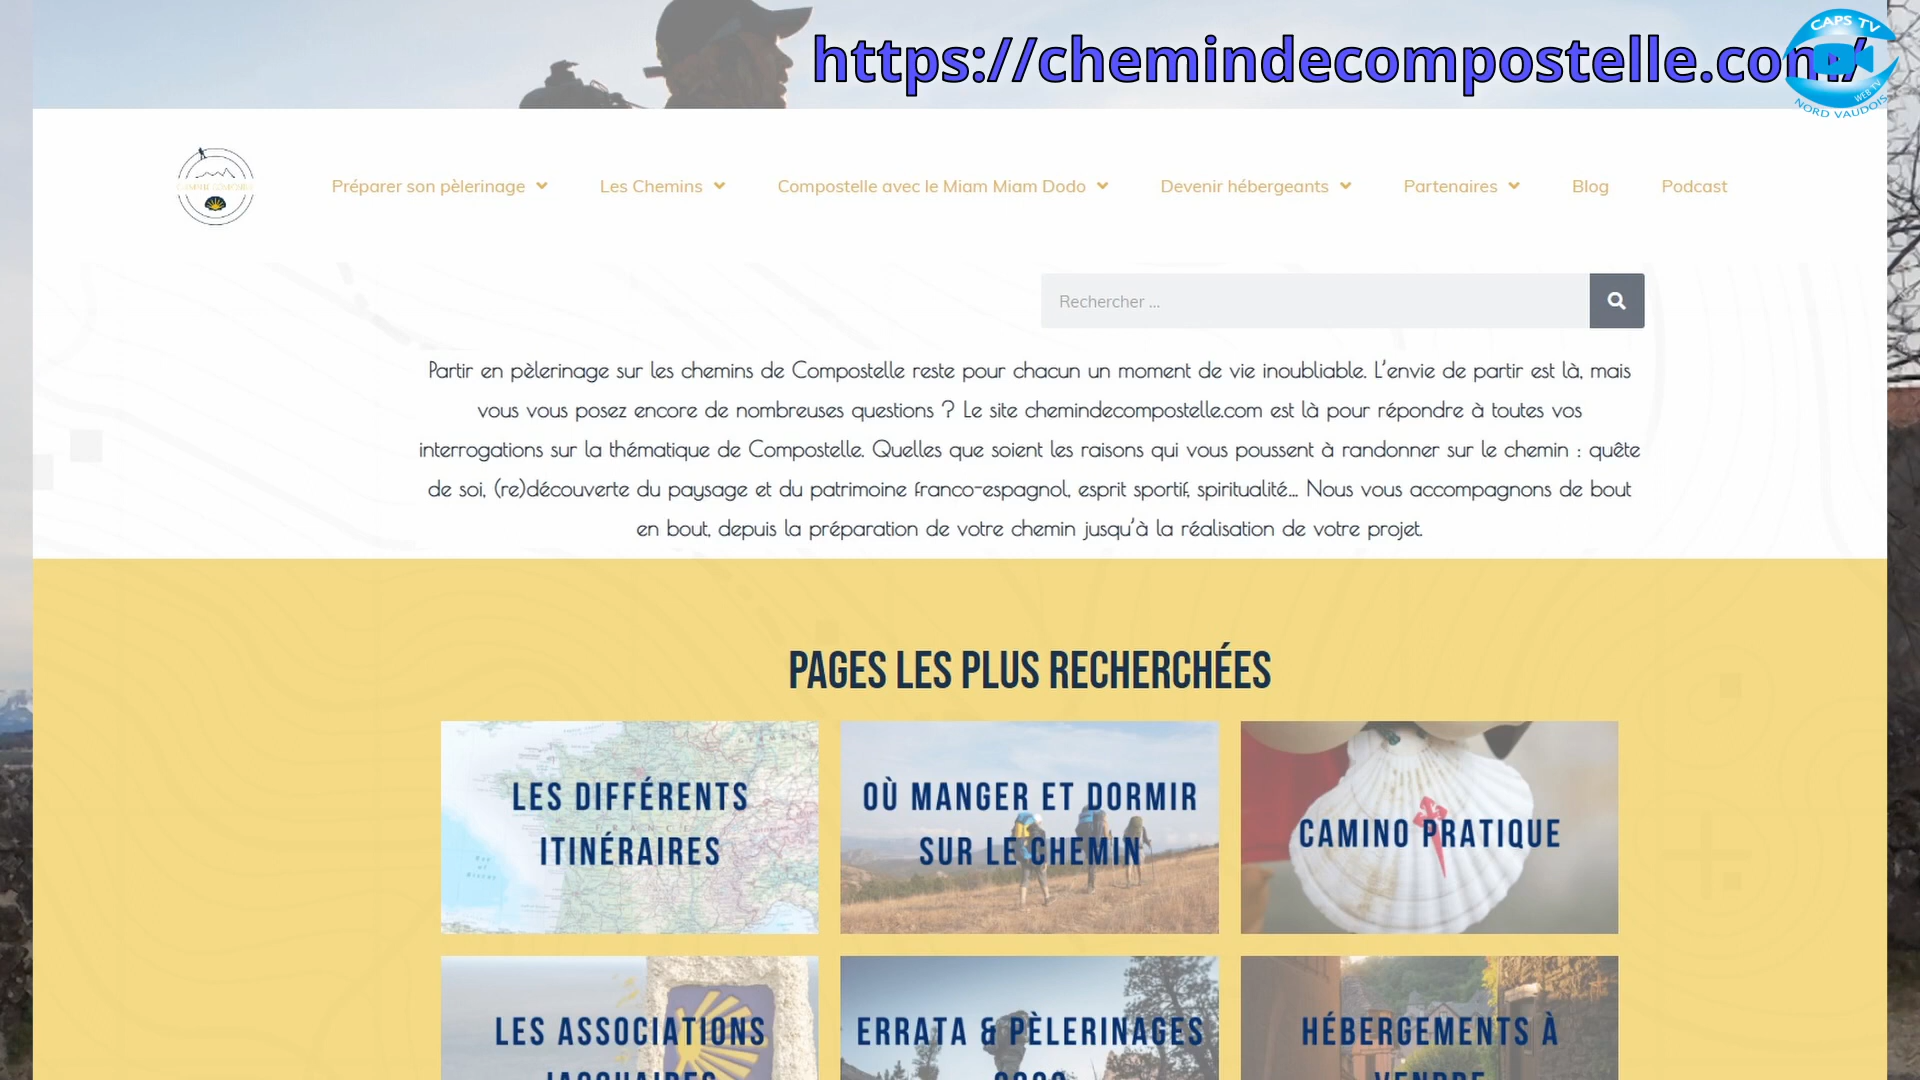 https://chemindecompostelle.com/
CAPS TV
WEB TV
NORD VAUDOIS
Préparer son pèlerinage
Les Chemins
Compostelle avec le Miam Miam Dodo
Devenir hébergeants
Partenaires
Blog
Podcast
Rechercher ...
Partir en pèlerinage sur les chemins de Compostelle reste pour chacun un moment de vie inoubliable. L'envie de partir est là, mais
vous vous posez encore de nombreuses questions ? Le site chemindecompostelle.com est là pour répondre à toutes vos
interrogations sur la thématique de Compostelle. Quelles que soient les raisons qui vous poussent à randonner sur le chemin : quête
de soi, (re)découverte du paysage et du patrimoine franco-espagnol, esprit sportif, spiritualité... Nous vous accompagnons de bout
en bout, depuis la préparation de votre chemin jusqu'à la réalisation de votre projet.
PAGES LES PLUS RECHERCHÉES
LES DIFFÉRENTS
ITINÉRAIRES
OÙ MANGER ET DORMIR
SUR LE CHEMIN
CAMINO PRATIQUE
LES ASSOCIATIONS
JACQUAIRES
ERRATA & PÈLERINAGES
HÉBERGEMENTS À
VENDRE